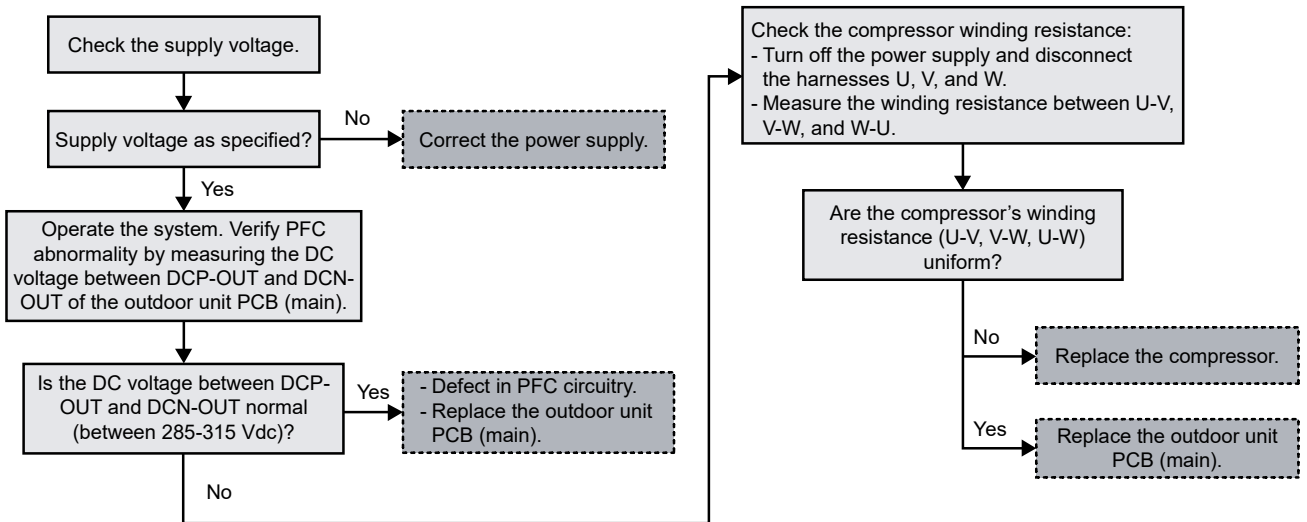 Check the supply voltage.
Supply voltage as specified?
No
Correct the power supply.
Yes
Operate the system. Verify PFC
abnormality by measuring the DC
voltage between DCP-OUT and DCN-
OUT of the outdoor unit PCB (main).
Is the DC voltage between DCP-
OUT and DCN-OUT normal
(between 285-315 Vdc)?
Yes
- Defect in PFC circuitry.
- Replace the outdoor unit
PCB (main).
No
Check the compressor winding resistance:
- Turn off the power supply and disconnect
the harnesses U, V, and W.
- Measure the winding resistance between U-V,
V-W, and W-U.
Are the compressor’s winding
resistance (U-V, V-W, U-W)
uniform?
No
Replace the compressor.
Yes
Replace the outdoor unit
PCB (main).